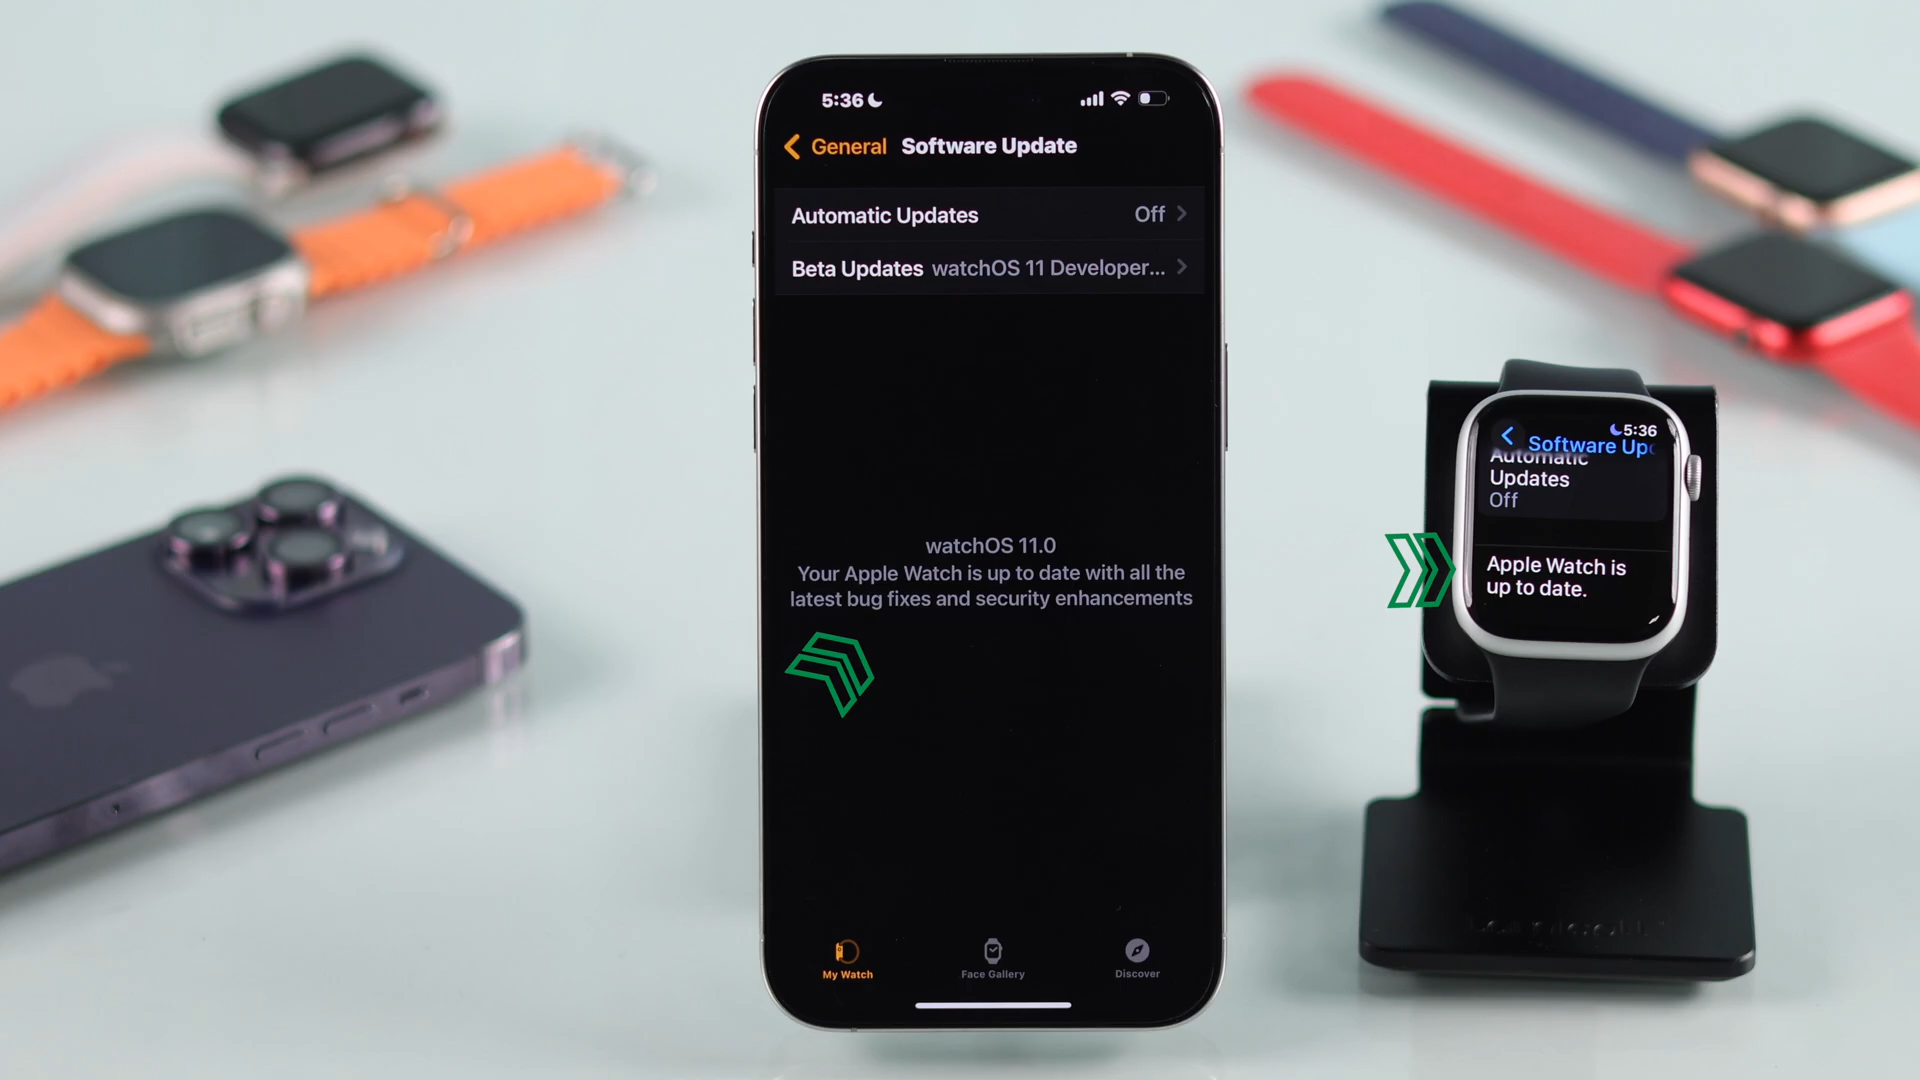 5:36
General Software Update
Automatic Updates Off
Beta Updates watchOS 11 Developer...
watchOS 11.0
Your Apple Watch is up to date with all the
latest bug fixes and security enhancements
My Watch Face Gallery Discover
5:36
Software Up
Automatic
Updates
Off
Apple Watch is
up to date.